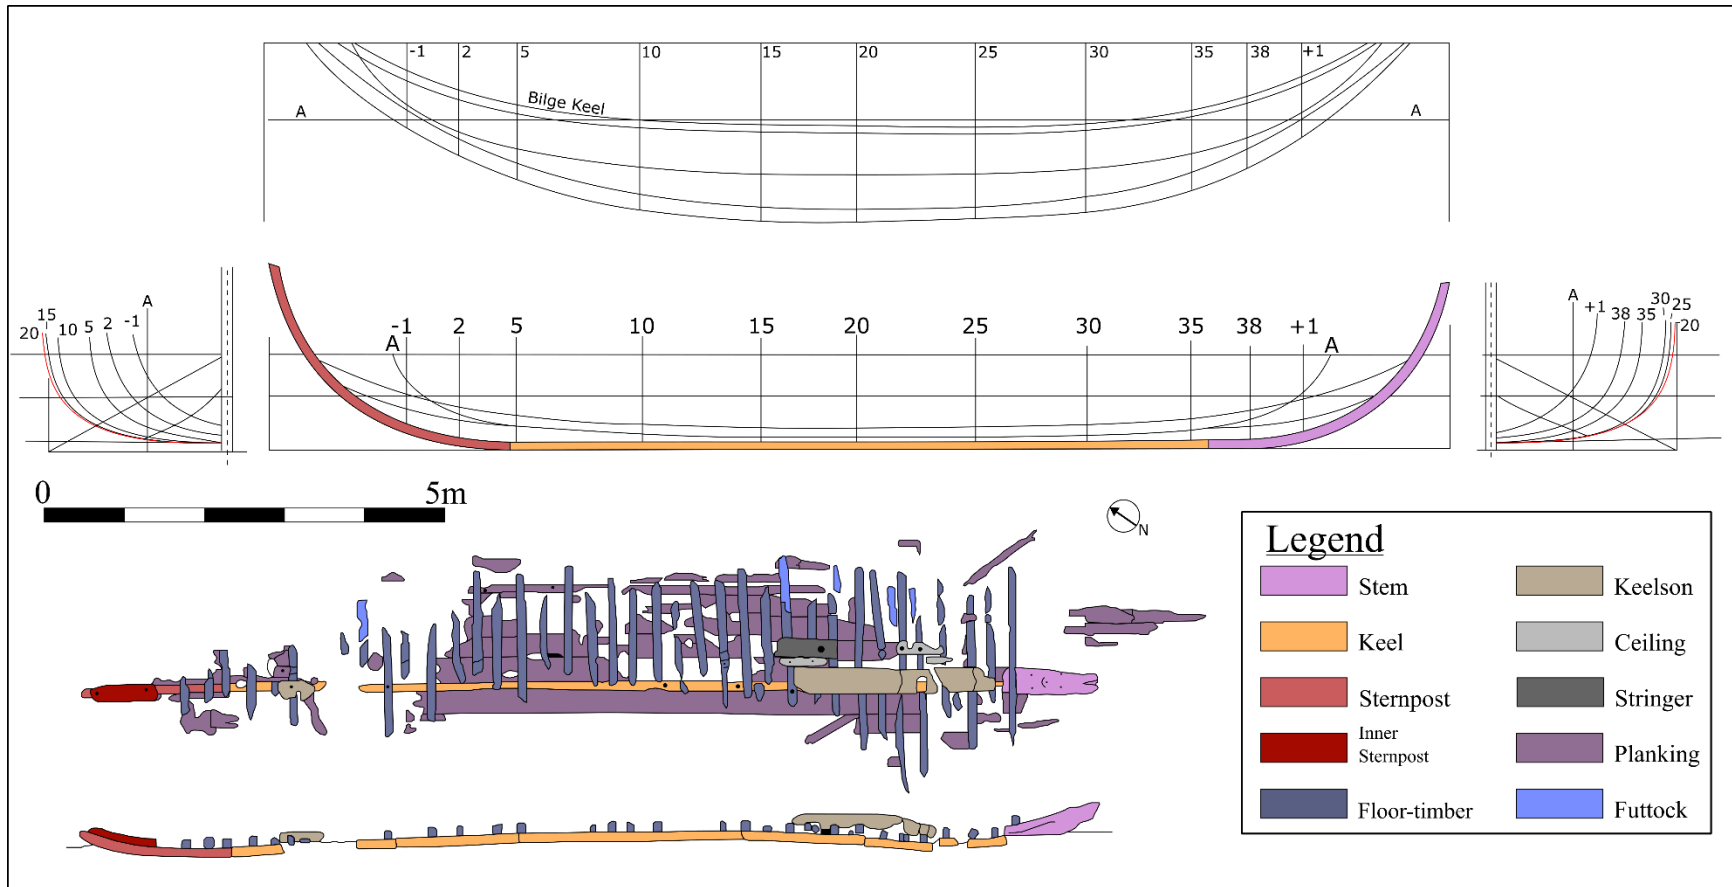 -1 2 5 10 15 20 25 30 35 38 +1
Bilge Keel
A A
-1 2 5 10 15 20 25 30 35 38 +1
A A
15 A
20 10 5 2 -1
A 30 25
+1 38 35 20
0 5m
N
Legend
Stem
Keel
Sternpost
Inner
Sternpost
Floor-timber
Keelson
Ceiling
Stringer
Planking
Futtock